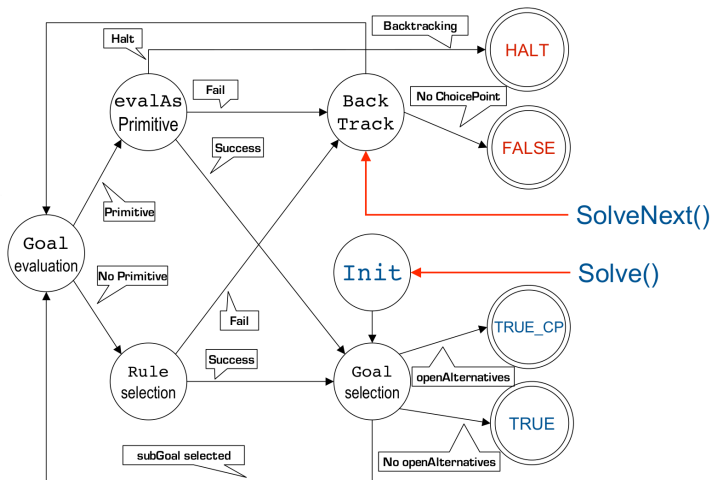 Backtracking
Halt
HALT
evalAs
Primitive
Fail
Back
Track
No ChoicePoint
FALSE
Success
Primitive
SolveNext()
Goal
evaluation
Init
Solve()
No Primitive
Fail
TRUE_CP
Rule
selection
Success
Goal
selection
openAlternatives
TRUE
subGoal selected
No openAlternatives